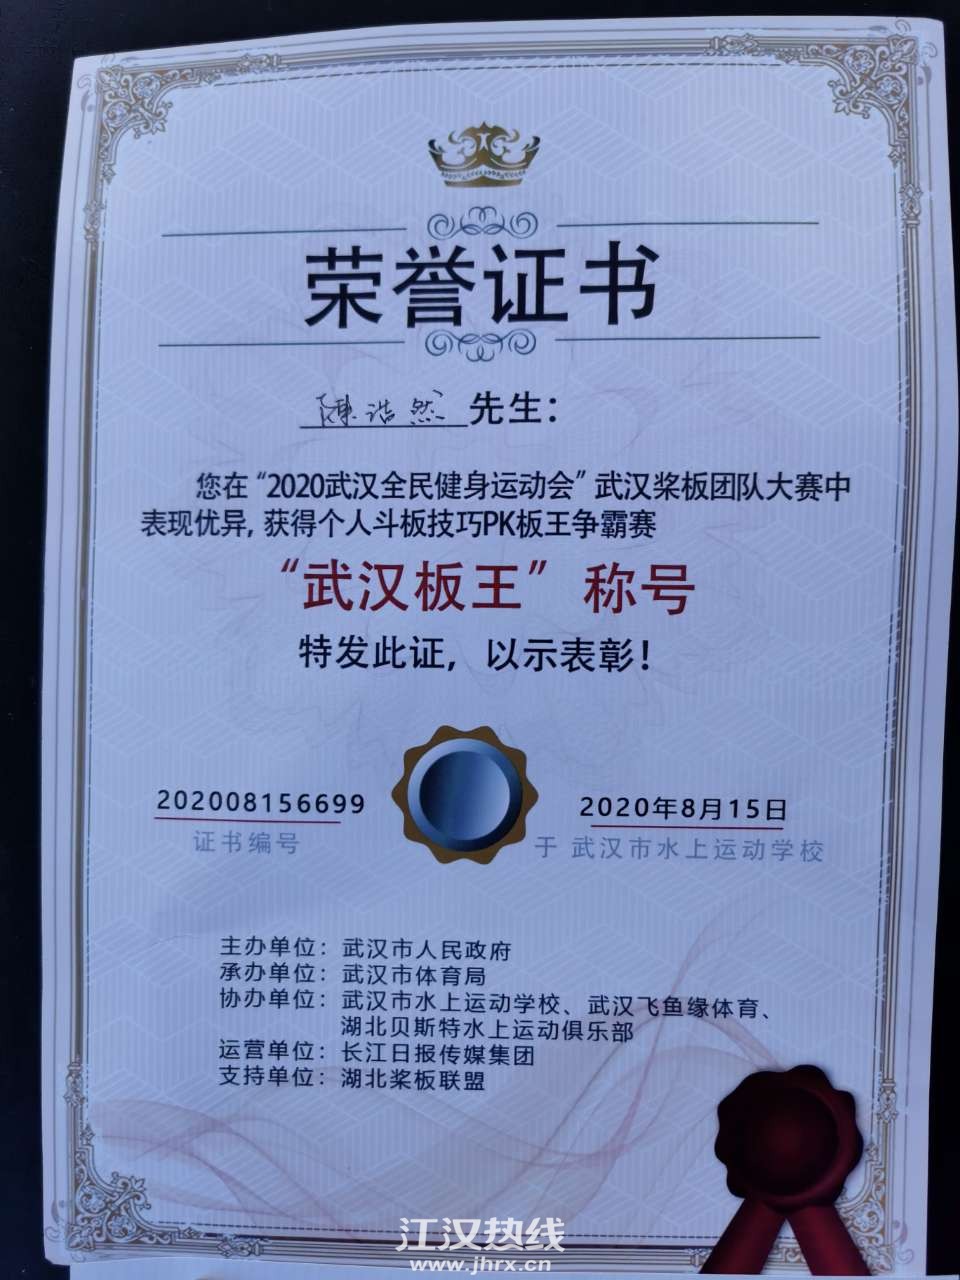 荣誉证书
陳浩然 先生：
您在“2020武汉全民健身运动会”武汉桨板团队大赛中
表现优异，获得个人斗板技巧PK板王争霸赛
“武汉板王”称号
特发此证，以示表彰！
202008156699
证书编号
2020年8月15日
于 武汉市水上运动学校
主办单位：武汉市人民政府
承办单位：武汉市体育局
协办单位：武汉市水上运动学校、武汉飞鱼缘体育、
湖北贝斯特水上运动俱乐部
运营单位：长江日报传媒集团
支持单位：湖北桨板联盟
江汉热线
www.jhrx.cn